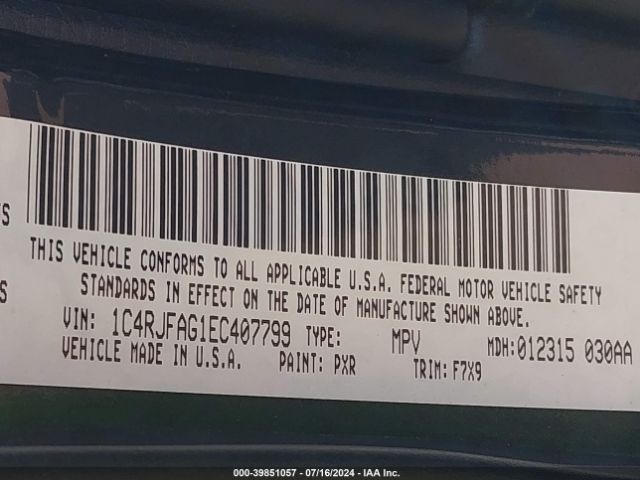 TS
S
THIS VEHICLE CONFORMS TO ALL APPLICABLE U.S.A. FEDERAL MOTOR VEHICLE SAFETY
STANDARDS IN EFFECT ON THE DATE OF MANUFACTURE SHOWN ABOVE.
VIN: 1C4RJFAG1EC407799 TYPE: MPV MDH: 012315 030AA
VEHICLE MADE IN U.S.A. PAINT: PXR TRIM: F7X9
000-39851057 - 07/16/2024 - IAA Inc.